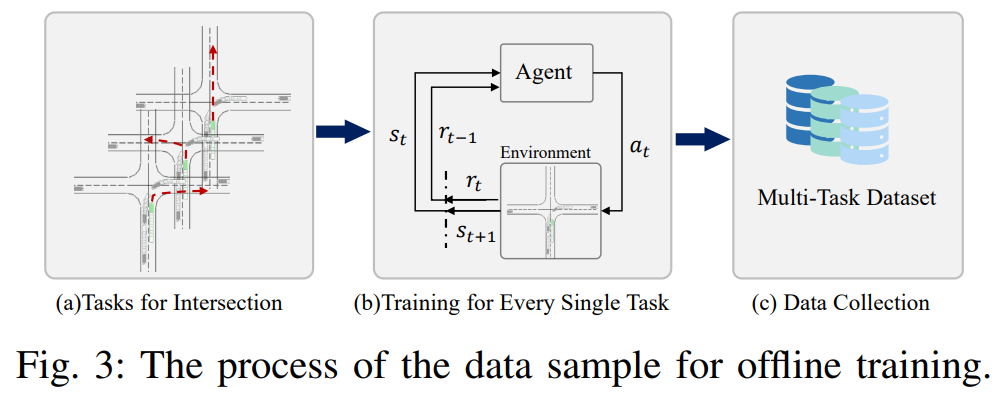 Agent
s_t
r_{t-1}
a_t
Environment
r_t
s_{t+1}
Multi-Task Dataset
(a)Tasks for Intersection
(b)Training for Every Single Task
(c) Data Collection
Fig. 3: The process of the data sample for offline training.